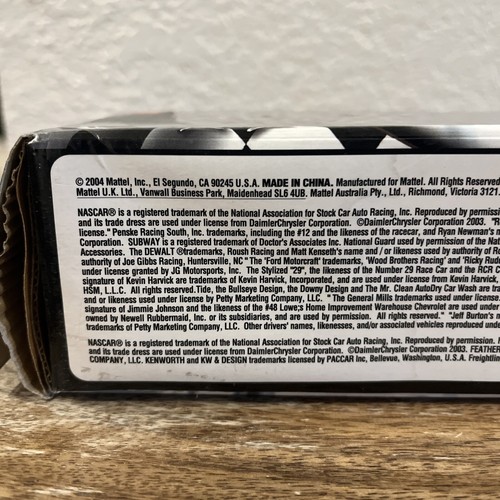 © 2004 Mattel, Inc., El Segundo, CA 90245 U.S.A. MADE IN CHINA. Manufactured for Mattel. All Rights Reserved
Mattel U.K. Ltd., Vanwall Business Park, Maidenhead SL6 4UB. Mattel Australia Pty., Ltd., Richmond, Victoria 3121.
NASCAR® is a registered trademark of the National Association for Stock Car Auto Racing, Inc. Reproduced by permission
and its trade dress are used under license from DaimlerChrysler Corporation. ©DaimlerChrysler Corporation 2003.
license." Penske Racing South, Inc. trademarks, including the #12 and the likeness of the racecar, and Ryan Newman's
Corporation. SUBWAY is a registered trademark of Doctor's Associates Inc. National Guard used by permission of the
Accessories. The DEWALT ®trademarks, Roush Racing and Matt Kenseth's name and / or likeness used by authority of
authority of Joe Gibbs Racing, Huntersville, NC " The 'Ford Motorcraft' trademarks, 'Wood Brothers Racing' and 'Ricky
under license granted by JG Motorsports, Inc. The Stylized "29", the likeness of the Number 29 Race Car and the RCR
signature of Kevin Harvick are trademarks of Kevin Harvick, Incorporated, and are used under license from Kevin Harvick,
HSM, L.L.C. All rights reserved.Tide, the Bullseye Design, the Downy Design and the Mr. Clean AutoDry Car Wash are
and or likeness used under license by Petty Marketing Company, LLC. " The General Mills trademarks used under license
signature of Jimmie Johnson and the likeness of the #48 Lowe;s Home Improvement Warehouse Chevrolet are used under
owned by Newell Rubbermaid, Inc. or its subsidiaries, and are used by permission. All rights reserved." "Jeff Burton's
trademarks of Petty Marketing Company, LLC. Other drivers' names, likenesses, and/or associated vehicles reproduced
NASCAR® is a registered trademark of the National Association for Stock Car Auto Racing, Inc. Reproduced by permission.
and its trade dress are used under license from DaimlerChrysler Corporation. ©DaimlerChrysler Corporation 2003.
COMPANY, LLC. KENWORTH and KW & DESIGN trademarks licensed by PACCAR Inc, Bellevue, Washington, U.S.A.